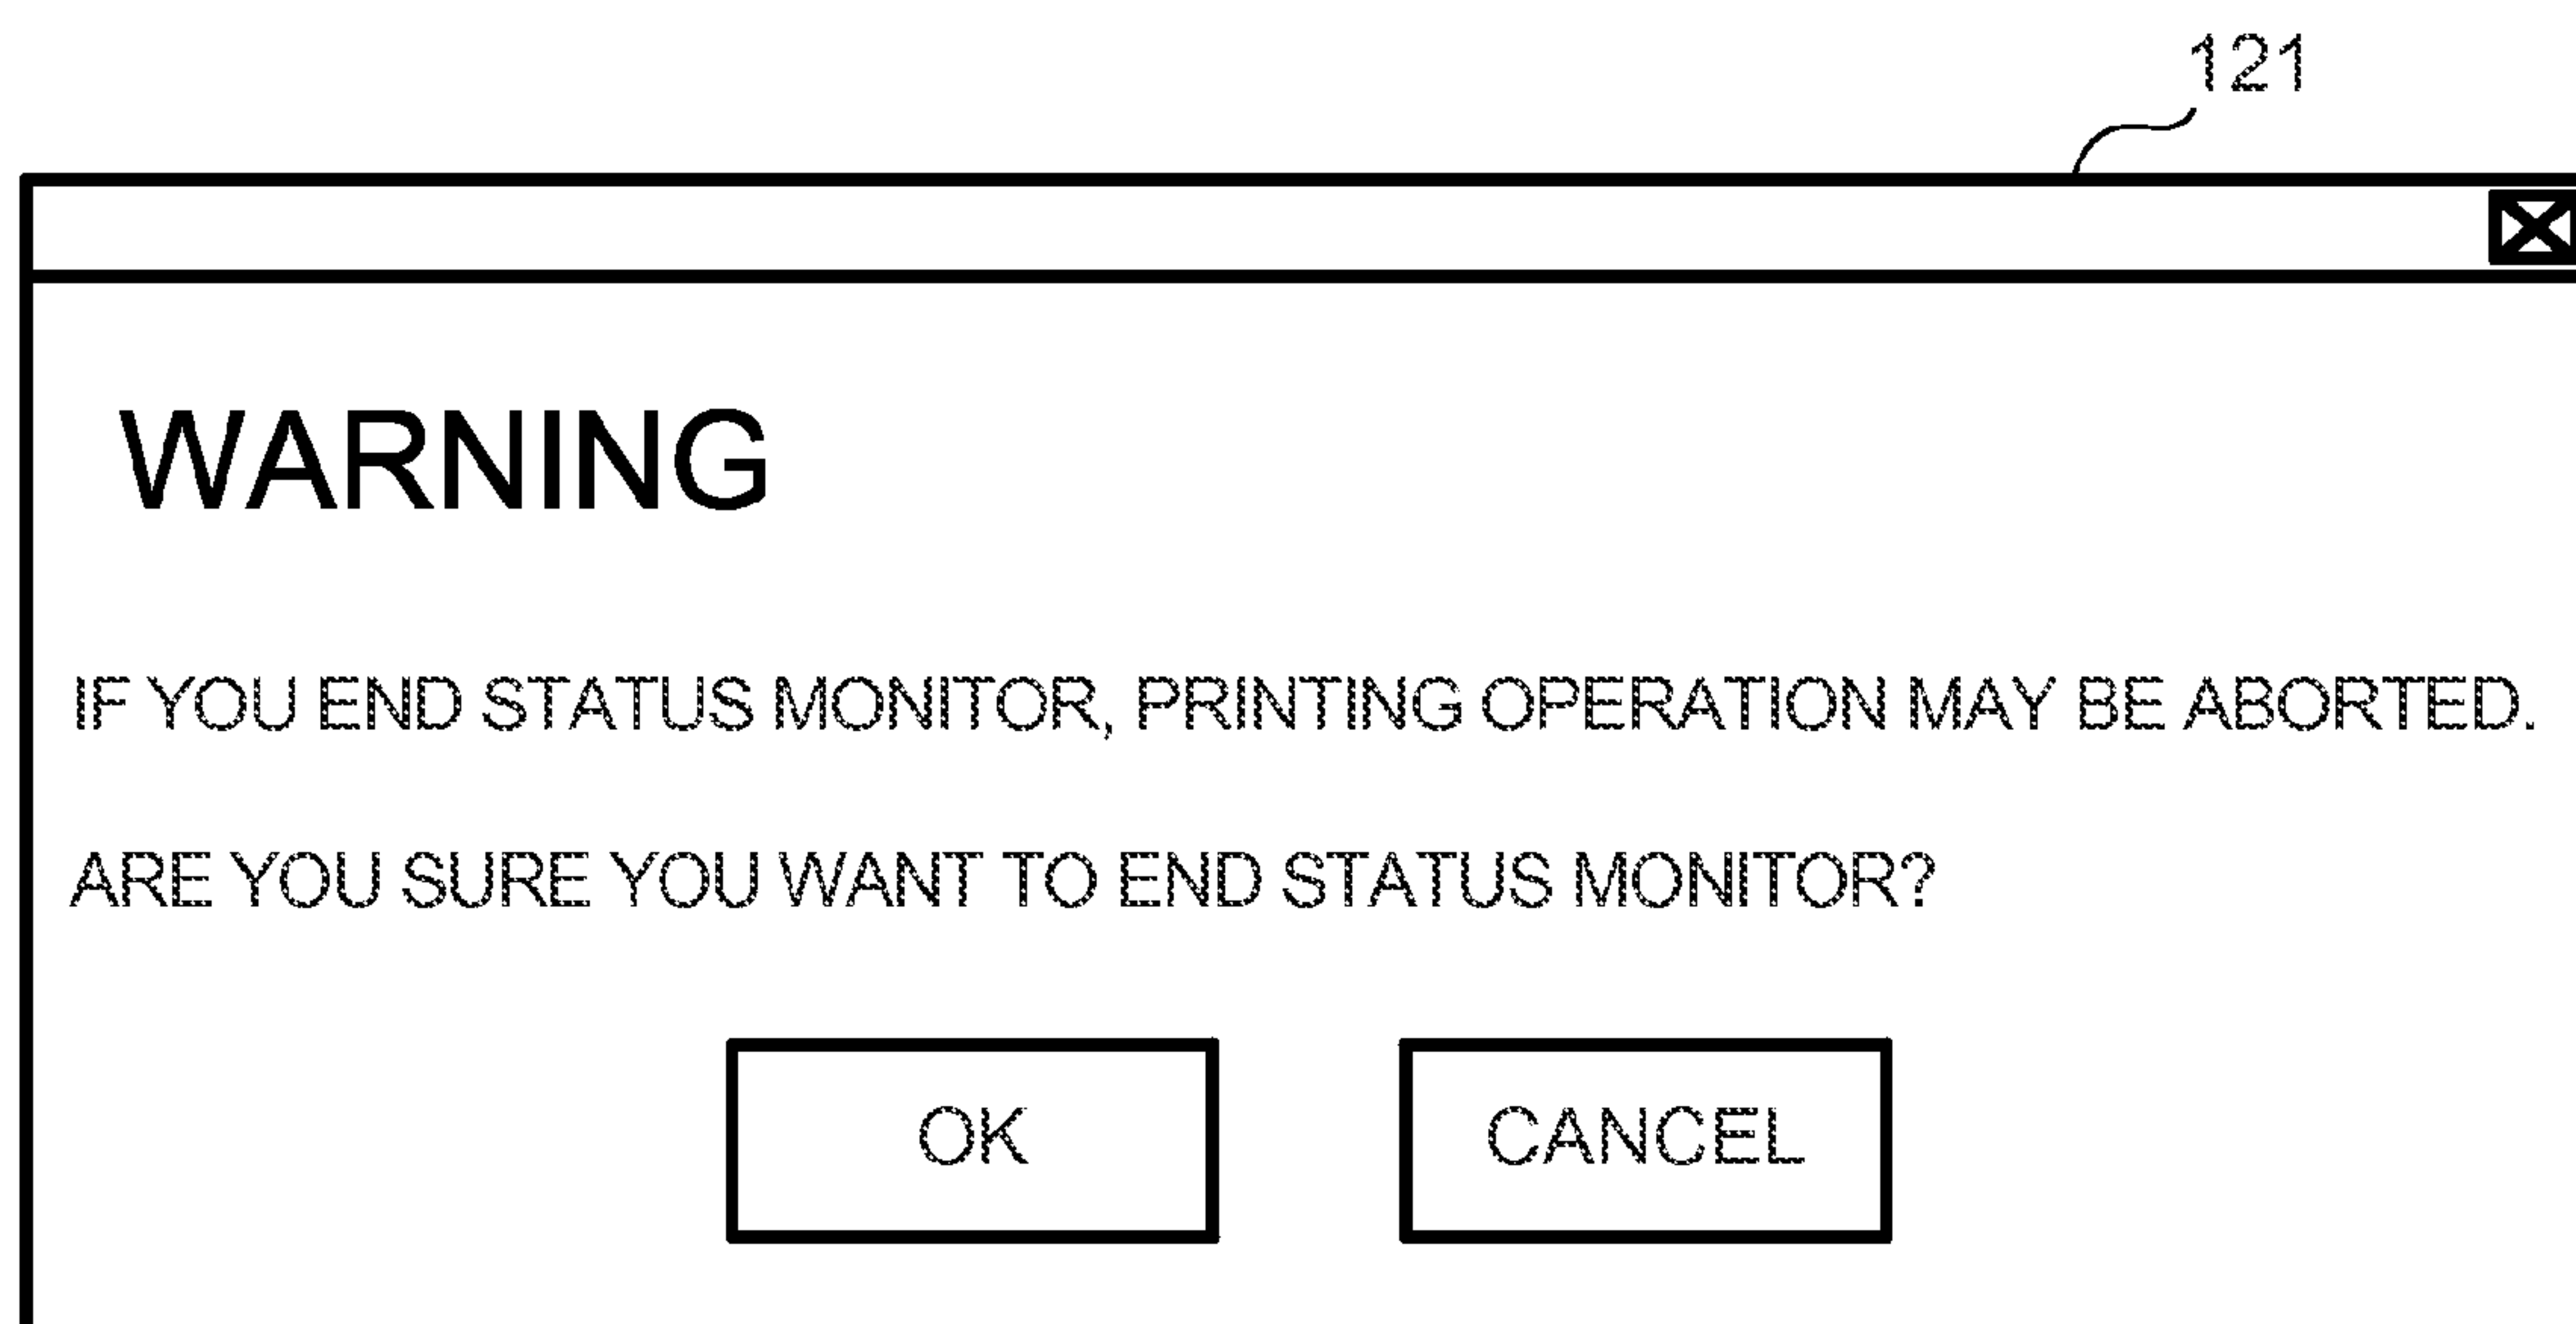 121
WARNING
IF YOU END STATUS MONITOR, PRINTING OPERATION MAY BE ABORTED.
ARE YOU SURE YOU WANT TO END STATUS MONITOR?
OK CANCEL